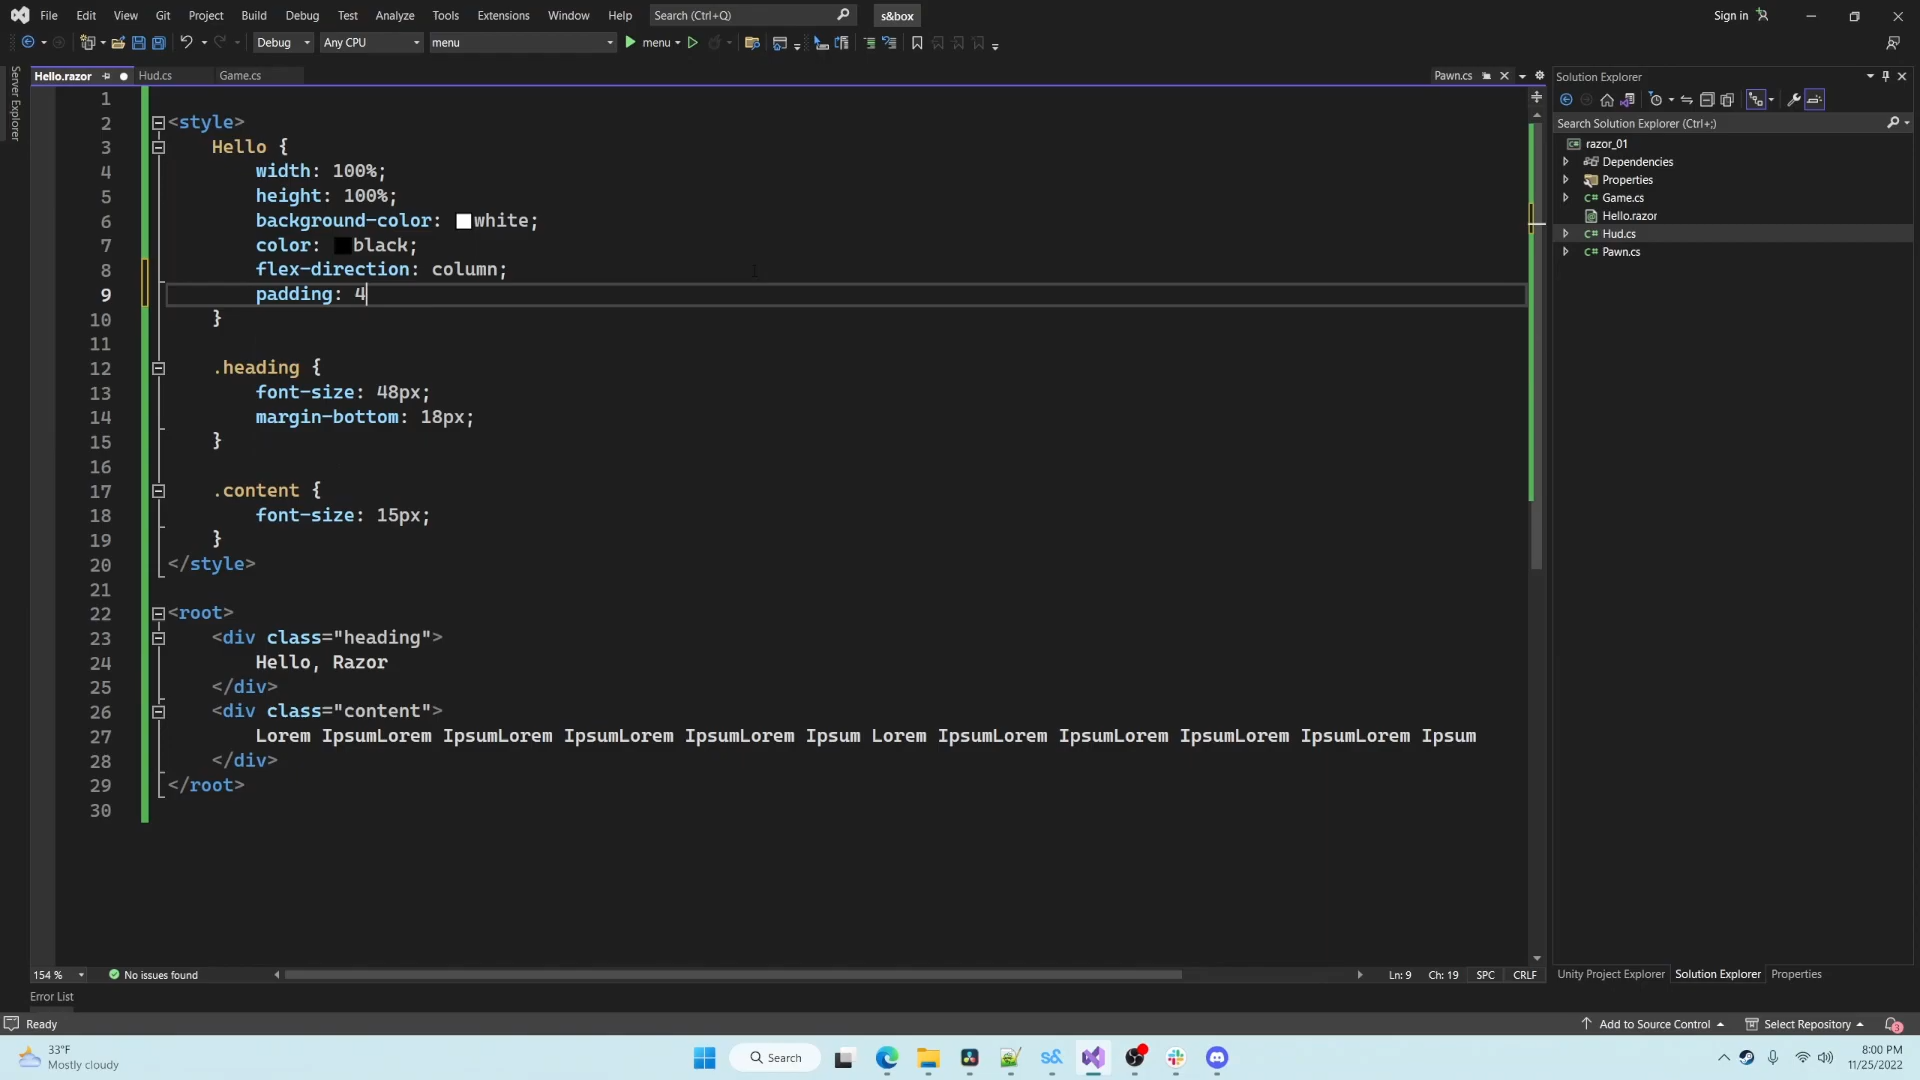 File Edit View Git Project Build Debug Test Analyze Tools Extensions Window Help Search (Ctrl+Q) s&box Sign in
Debug Any CPU menu menu
Server Explorer
Hello.razor Hud.cs Game.cs Pawn.cs
1
2 <style>
3 Hello {
4 width: 100%;
5 height: 100%;
6 background-color: white;
7 color: black;
8 flex-direction: column;
9 padding: 4
10 }
11
12 .heading {
13 font-size: 48px;
14 margin-bottom: 18px;
15 }
16
17 .content {
18 font-size: 15px;
19 }
20 </style>
21
22 <root>
23 <div class="heading">
24 Hello, Razor
25 </div>
26 <div class="content">
27 Lorem IpsumLorem IpsumLorem IpsumLorem IpsumLorem Ipsum Lorem IpsumLorem IpsumLorem IpsumLorem IpsumLorem Ipsum
28 </div>
29 </root>
30
154 % No issues found Ln: 9 Ch: 19 SPC CRLF
Error List
Solution Explorer
Search Solution Explorer (Ctrl+;)
razor_01
Dependencies
Properties
C# Game.cs
Hello.razor
C# Hud.cs
C# Pawn.cs
Unity Project Explorer Solution Explorer Properties
Ready Add to Source Control Select Repository 3
33°F
Mostly cloudy
Search
s&
8:00 PM
11/25/2022